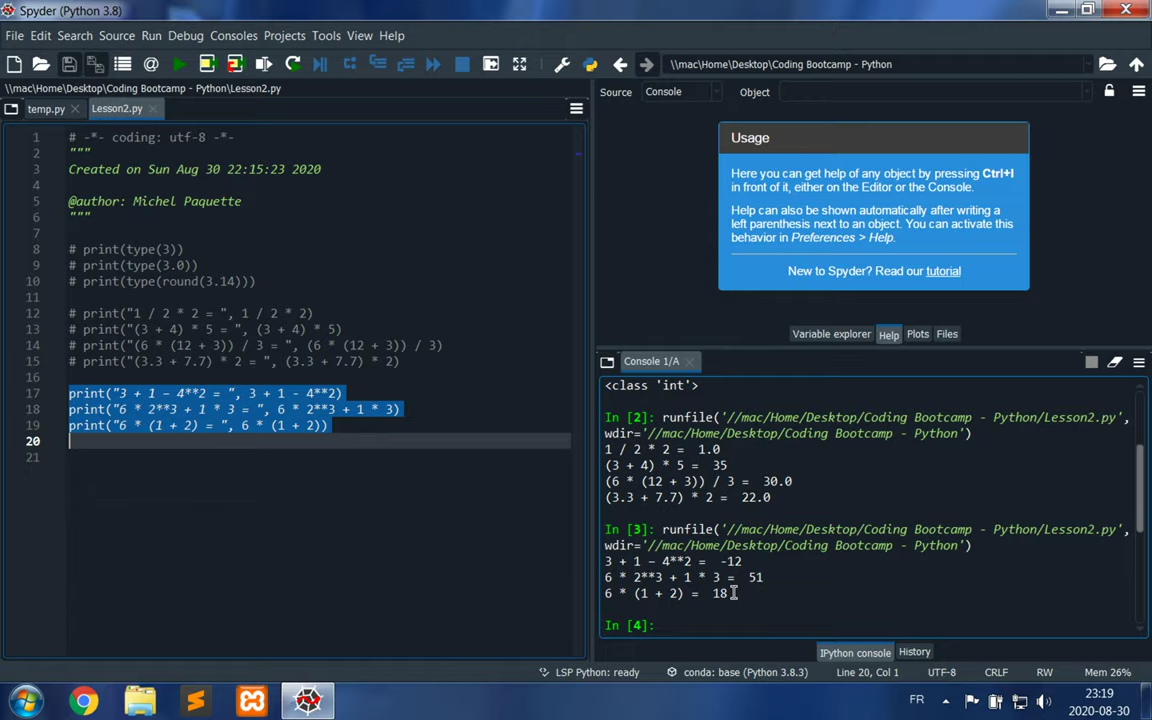 Spyder (Python 3.8)
File Edit Search Source Run Debug Consoles Projects Tools View Help
\\mac\Home\Desktop\Coding Bootcamp - Python
\\mac\Home\Desktop\Coding Bootcamp - Python\Lesson2.py
temp.py Lesson2.py
1 # -*- coding: utf-8 -*-
2 """
3 Created on Sun Aug 30 22:15:23 2020
4
5 @author: Michel Paquette
6 """
7
8 # print(type(3))
9 # print(type(3.0))
10 # print(type(round(3.14)))
11
12 # print("1 / 2 * 2 = ", 1 / 2 * 2)
13 # print("(3 + 4) * 5 = ", (3 + 4) * 5)
14 # print("(6 * (12 + 3)) / 3 = ", (6 * (12 + 3)) / 3)
15 # print("(3.3 + 7.7) * 2 = ", (3.3 + 7.7) * 2)
16
17 print("3 + 1 - 4**2 = ", 3 + 1 - 4**2)
18 print("6 * 2**3 + 1 * 3 = ", 6 * 2**3 + 1 * 3)
19 print("6 * (1 + 2) = ", 6 * (1 + 2))
20
21
Source Console Object
Usage
Here you can get help of any object by pressing Ctrl+I
in front of it, either on the Editor or the Console.
Help can also be shown automatically after writing a
left parenthesis next to an object. You can activate this
behavior in Preferences > Help.
New to Spyder? Read our tutorial
Variable explorer Help Plots Files
Console 1/A
<class 'int'>
In [2]: runfile('//mac/Home/Desktop/Coding Bootcamp - Python/Lesson2.py',
wdir='//mac/Home/Desktop/Coding Bootcamp - Python')
1 / 2 * 2 =  1.0
(3 + 4) * 5 =  35
(6 * (12 + 3)) / 3 =  30.0
(3.3 + 7.7) * 2 =  22.0
In [3]: runfile('//mac/Home/Desktop/Coding Bootcamp - Python/Lesson2.py',
wdir='//mac/Home/Desktop/Coding Bootcamp - Python')
3 + 1 - 4**2 =  -12
6 * 2**3 + 1 * 3 =  51
6 * (1 + 2) =  18
In [4]:
IPython console History
LSP Python: ready conda: base (Python 3.8.3) Line 20, Col 1 UTF-8 CRLF RW Mem 26%
FR 23:19
2020-08-30